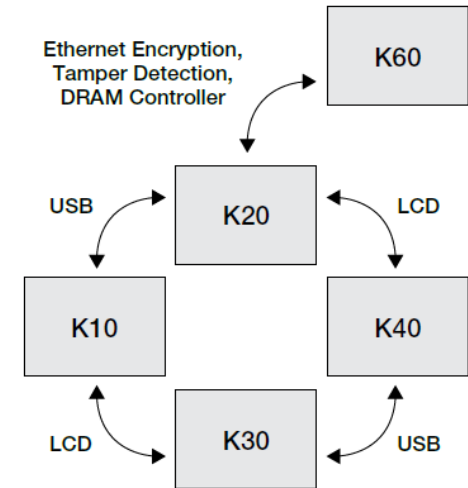 Ethernet Encryption,
Tamper Detection,
DRAM Controller
K60
USB
K20
LCD
K10
K40
LCD
K30
USB